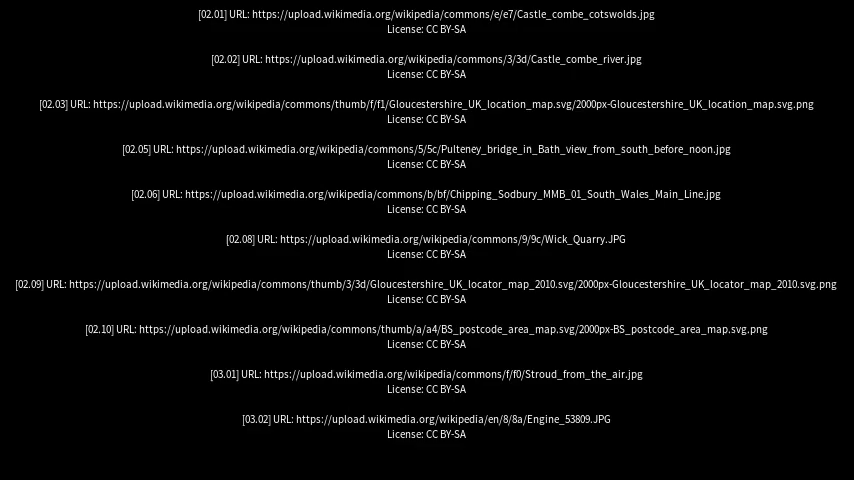 [02.01] URL: https://upload.wikimedia.org/wikipedia/commons/e/e7/Castle_combe_cotswolds.jpg
License: CC BY-SA
[02.02] URL: https://upload.wikimedia.org/wikipedia/commons/3/3d/Castle_combe_river.jpg
License: CC BY-SA
[02.03] URL: https://upload.wikimedia.org/wikipedia/commons/thumb/f/f1/Gloucestershire_UK_location_map.svg/2000px-Gloucestershire_UK_location_map.svg.png
License: CC BY-SA
[02.05] URL: https://upload.wikimedia.org/wikipedia/commons/5/5c/Pulteney_bridge_in_Bath_view_from_south_before_noon.jpg
License: CC BY-SA
[02.06] URL: https://upload.wikimedia.org/wikipedia/commons/b/bf/Chipping_Sodbury_MMB_01_South_Wales_Main_Line.jpg
License: CC BY-SA
[02.08] URL: https://upload.wikimedia.org/wikipedia/commons/9/9c/Wick_Quarry.JPG
License: CC BY-SA
[02.09] URL: https://upload.wikimedia.org/wikipedia/commons/thumb/3/3d/Gloucestershire_UK_locator_map_2010.svg/2000px-Gloucestershire_UK_locator_map_2010.svg.png
License: CC BY-SA
[02.10] URL: https://upload.wikimedia.org/wikipedia/commons/thumb/a/a4/BS_postcode_area_map.svg/2000px-BS_postcode_area_map.svg.png
License: CC BY-SA
[03.01] URL: https://upload.wikimedia.org/wikipedia/commons/f/f0/Stroud_from_the_air.jpg
License: CC BY-SA
[03.02] URL: https://upload.wikimedia.org/wikipedia/en/8/8a/Engine_53809.JPG
License: CC BY-SA